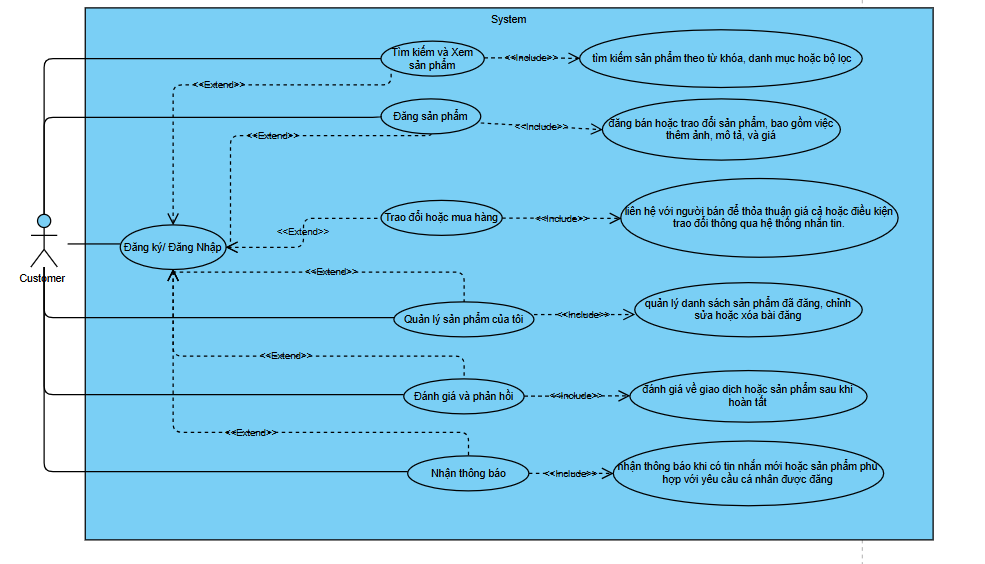 System
Tìm kiếm và Xem
sản phẩm
<<Include>>
tìm kiếm sản phẩm theo từ khóa, danh mục hoặc bộ lọc
<<Extend>>
Đăng sản phẩm
<<Include>>
đăng bán hoặc trao đổi sản phẩm, bao gồm việc
thêm ảnh, mô tả, và giá
<<Extend>>
Trao đổi hoặc mua hàng
<<Include>>
liên hệ với người bán để thỏa thuận giá cả hoặc điều kiện
trao đổi thông qua hệ thống nhắn tin.
<<Extend>>
Đăng ký/ Đăng Nhập
Customer
<<Extend>>
Quản lý sản phẩm của tôi
<<Include>>
quản lý danh sách sản phẩm đã đăng, chỉnh
sửa hoặc xóa bài đăng
<<Extend>>
Đánh giá và phản hồi
<<Include>>
đánh giá về giao dịch hoặc sản phẩm sau khi
hoàn tất
<<Extend>>
Nhận thông báo
<<Include>>
nhận thông báo khi có tin nhắn mới hoặc sản phẩm phù
hợp với yêu cầu cá nhân được đăng